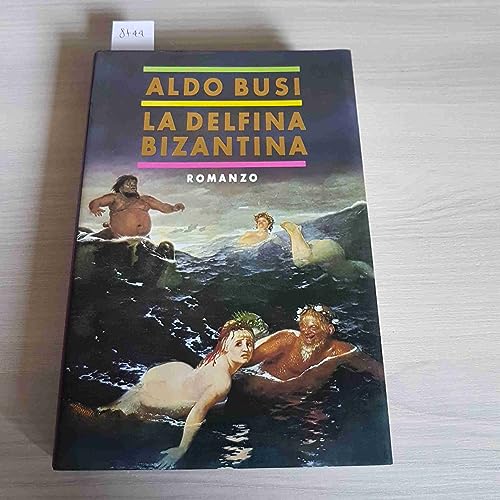 ALDO BUSI
LA DELFINA
BIZANTINA
ROMANZO